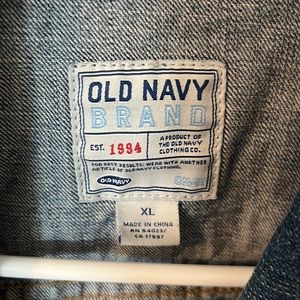 OLD NAVY
BRAND
EST. 1994
A PRODUCT OF
THE OLD NAVY
CLOTHING CO.
FOR BEST RESULTS: WEAR WITH ANOTHER
ARTICLE OF OLD NAVY CLOTHING
OLD NAVY
XL
MADE IN CHINA
RN 54023/
CA 17897